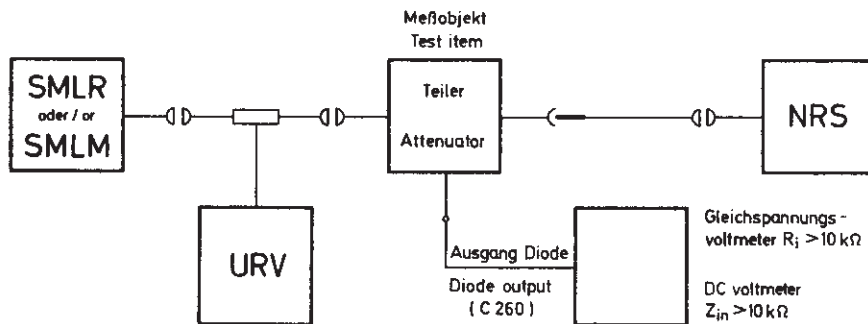 Meßobjekt
Test item
SMLR
oder / or
SMLM
Teiler
Attenuator
NRS
URV
Ausgang Diode
Diode output
( C 260 )
Gleichspannungs-
voltmeter Ri >10 kΩ
DC voltmeter
Zin >10 kΩ